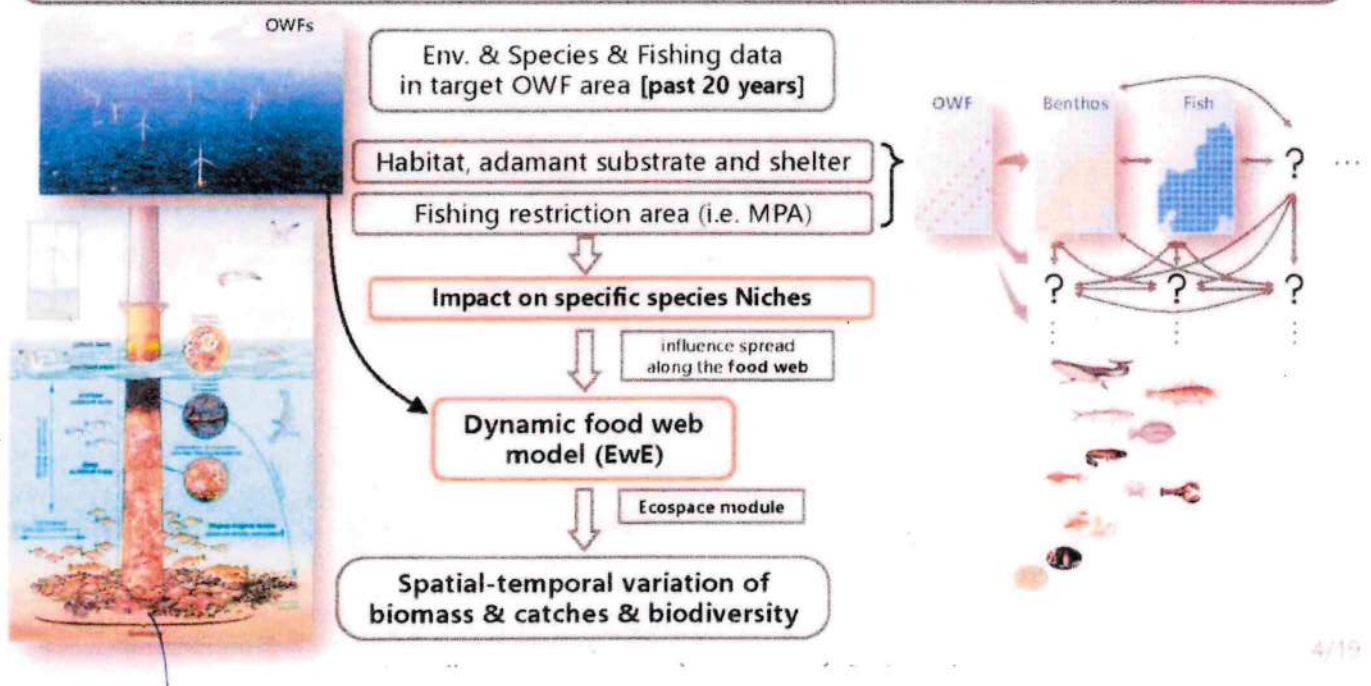 OWFs
Env. & Species & Fishing data
in target OWF area [past 20 years]
Habitat, adamant substrate and shelter
Fishing restriction area (i.e. MPA)
Impact on specific species Niches
influence spread
along the food web
Dynamic food web
model (EwE)
Ecospace module
Spatial-temporal variation of
biomass & catches & biodiversity
OWF
Benthos
Fish
? ...
? ? ?
4/19